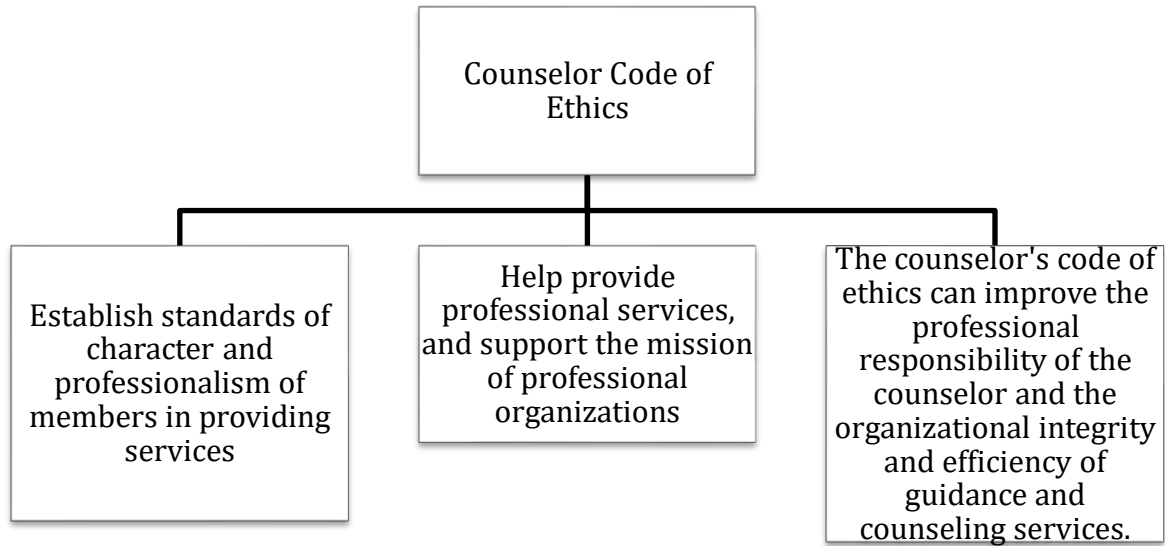 Counselor Code of
Ethics
Establish standards of
character and
professionalism of
members in providing
services
Help provide
professional services,
and support the mission
of professional
organizations
The counselor's code of
ethics can improve the
professional
responsibility of the
counselor and the
organizational integrity
and efficiency of
guidance and
counseling services.